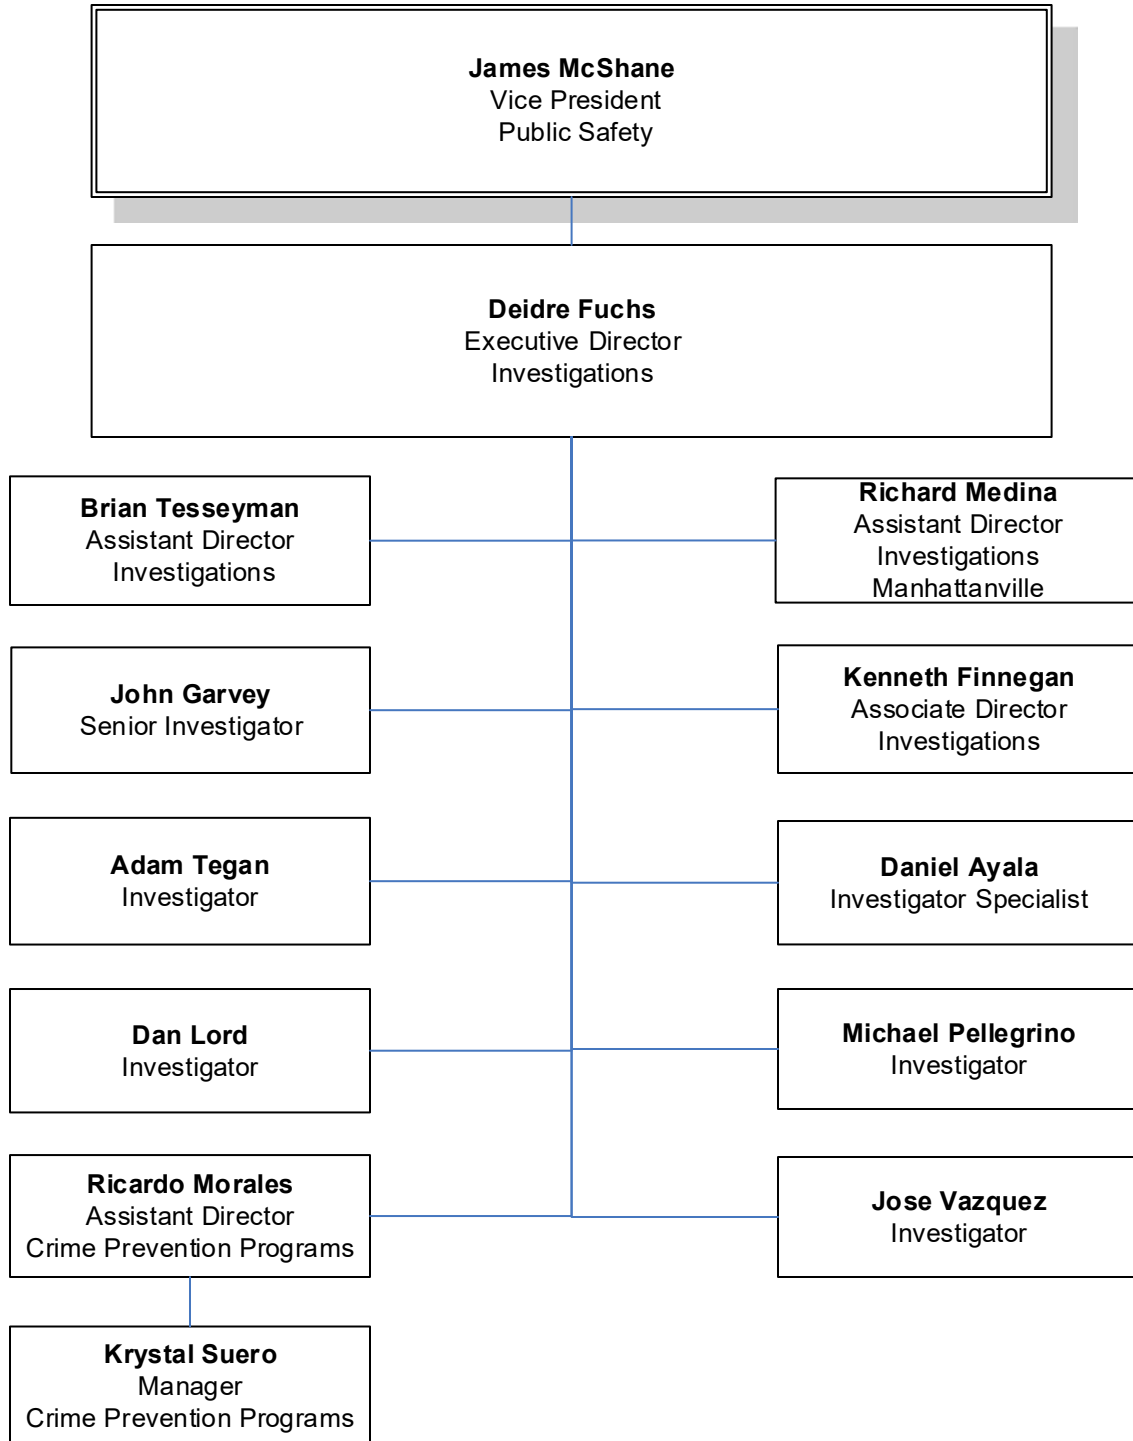 James McShane
Vice President
Public Safety
Deidre Fuchs
Executive Director
Investigations
Brian Tesseyman
Assistant Director
Investigations
Richard Medina
Assistant Director
Investigations
Manhattanville
John Garvey
Senior Investigator
Kenneth Finnegan
Associate Director
Investigations
Adam Tegan
Investigator
Daniel Ayala
Investigator Specialist
Dan Lord
Investigator
Michael Pellegrino
Investigator
Ricardo Morales
Assistant Director
Crime Prevention Programs
Jose Vazquez
Investigator
Krystal Suero
Manager
Crime Prevention Programs